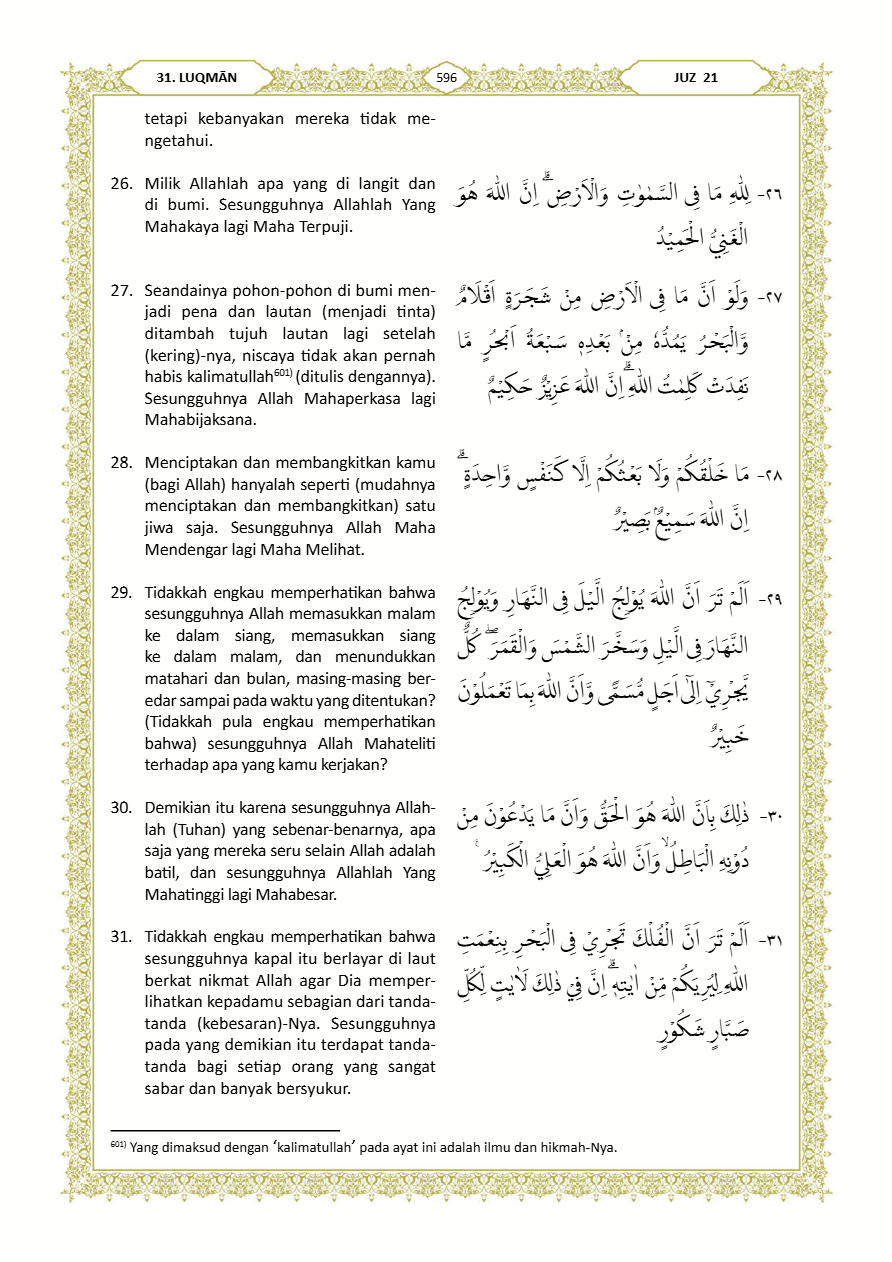 31. LUQMĀN
596
JUZ 21
tetapi kebanyakan mereka tidak me-
ngetahui.
26. Milik Allahlah apa yang di langit dan
di bumi. Sesungguhnya Allahlah Yang
Mahakaya lagi Maha Terpuji.
٢٦- لِلّٰهِ مَا فِى السَّمٰوٰتِ وَالْاَرْضِۗ اِنَّ اللّٰهَ هُوَ
الْغَنِيُّ الْحَمِيْدُ
27. Seandainya pohon-pohon di bumi men-
jadi pena dan lautan (menjadi tinta)
ditambah tujuh lautan lagi setelah
(kering)-nya, niscaya tidak akan pernah
habis kalimatullah601) (ditulis dengannya).
Sesungguhnya Allah Mahaperkasa lagi
Mahabijaksana.
٢٧- وَلَوْ اَنَّ مَا فِى الْاَرْضِ مِنْ شَجَرَةٍ اَقْلَامٌ
وَّالْبَحْرُ يَمُدُّهٗ مِنْۢ بَعْدِهٖ سَبْعَةُ اَبْحُرٍ مَّا
نَفِدَتْ كَلِمٰتُ اللّٰهِۗ اِنَّ اللّٰهَ عَزِيْزٌ حَكِيْمٌ
28. Menciptakan dan membangkitkan kamu
(bagi Allah) hanyalah seperti (mudahnya
menciptakan dan membangkitkan) satu
jiwa saja. Sesungguhnya Allah Maha
Mendengar lagi Maha Melihat.
٢٨- مَا خَلْقُكُمْ وَلَا بَعْثُكُمْ اِلَّا كَنَفْسٍ وَّاحِدَةٍۗ
اِنَّ اللّٰهَ سَمِيْعٌۢ بَصِيْرٌ
29. Tidakkah engkau memperhatikan bahwa
sesungguhnya Allah memasukkan malam
ke dalam siang, memasukkan siang
ke dalam malam, dan menundukkan
matahari dan bulan, masing-masing ber-
edar sampai pada waktu yang ditentukan?
(Tidakkah pula engkau memperhatikan
bahwa) sesungguhnya Allah Mahateliti
terhadap apa yang kamu kerjakan?
٢٩- اَلَمْ تَرَ اَنَّ اللّٰهَ يُوْلِجُ الَّيْلَ فِى النَّهَارِ وَيُوْلِجُ
النَّهَارَ فِى الَّيْلِ وَسَخَّرَ الشَّمْسَ وَالْقَمَرَۖ كُلٌّ
يَّجْرِيْٓ اِلٰٓى اَجَلٍ مُّسَمًّى وَّاَنَّ اللّٰهَ بِمَا تَعْمَلُوْنَ
خَبِيْرٌ
30. Demikian itu karena sesungguhnya Allah-
lah (Tuhan) yang sebenar-benarnya, apa
saja yang mereka seru selain Allah adalah
batil, dan sesungguhnya Allahlah Yang
Mahatinggi lagi Mahabesar.
٣٠- ذٰلِكَ بِاَنَّ اللّٰهَ هُوَ الْحَقُّ وَاَنَّ مَا يَدْعُوْنَ مِنْ
دُوْنِهِ الْبَاطِلُۙ وَاَنَّ اللّٰهَ هُوَ الْعَلِيُّ الْكَبِيْرُ ࣖ
31. Tidakkah engkau memperhatikan bahwa
sesungguhnya kapal itu berlayar di laut
berkat nikmat Allah agar Dia memper-
lihatkan kepadamu sebagian dari tanda-
tanda (kebesaran)-Nya. Sesungguhnya
pada yang demikian itu terdapat tanda-
tanda bagi setiap orang yang sangat
sabar dan banyak bersyukur.
٣١- اَلَمْ تَرَ اَنَّ الْفُلْكَ تَجْرِيْ فِى الْبَحْرِ بِنِعْمَتِ
اللّٰهِ لِيُرِيَكُمْ مِّنْ اٰيٰتِهٖۗ اِنَّ فِيْ ذٰلِكَ لَاٰيٰتٍ لِّكُلِّ
صَبَّارٍ شَكُوْرٍ
601) Yang dimaksud dengan ‘kalimatullah’ pada ayat ini adalah ilmu dan hikmah-Nya.